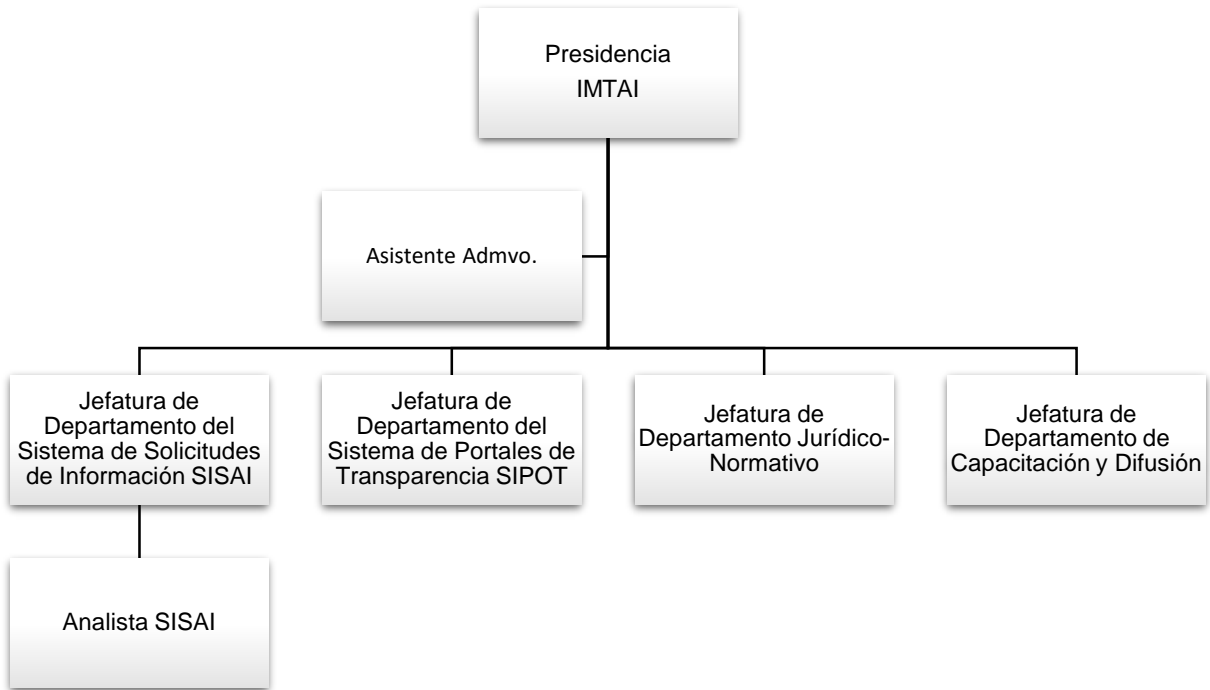 Presidencia
IMTAI
Asistente Admvo.
Jefatura de
Departamento del
Sistema de Solicitudes
de Información SISAI
Jefatura de
Departamento del
Sistema de Portales de
Transparencia SIPOT
Jefatura de
Departamento Jurídico-
Normativo
Jefatura de
Departamento de
Capacitación y Difusión
Analista SISAI